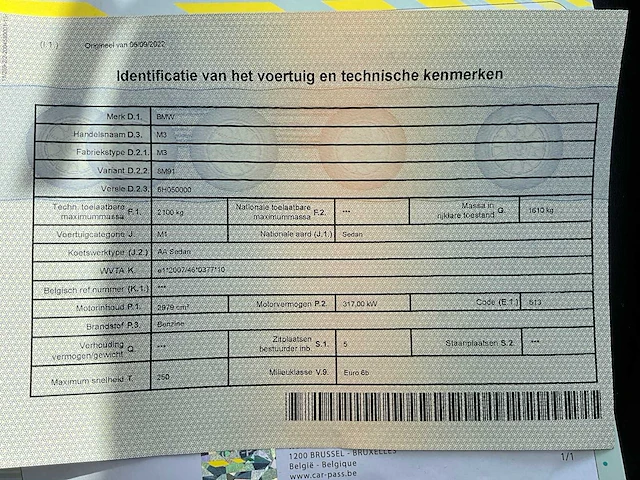 (I.1.) Origineel van 06/09/2022
Identificatie van het voertuig en technische kenmerken
Merk D.1. BMW
Handelsnaam D.3. M3
Fabriekstype D.2.1. M3
Variant D.2.2. 8M91
Versie D.2.3. 6H050000
Techn. toelaatbare maximummassa F.1. 2100 kg Nationale toelaatbare maximummassa F.2. --- Massa in rijklare toestand G. 1610 kg
Voertuigcategorie J. M1 Nationale aard (J.1.) Sedan
Koetswerktype (J.2.) AA Sedan
WVTA K. e1*2007/46*0377*10
Belgisch ref nummer (K.1.) ---
Motorinhoud P.1. 2979 cm³ Motorvermogen P.2. 317,00 kW Code (E.1.) 613
Brandstof P.3. Benzine
Verhouding vermogen/gewicht Q. --- Zitplaatsen bestuurder inb. S.1. 5 Staanplaatsen S.2. ---
Maximum snelheid T. 250 Milieuklasse V.9. Euro 6b
1200 BRUSSEL - BRUXELLES
België - Belgique
www.car-pass.be
1/1